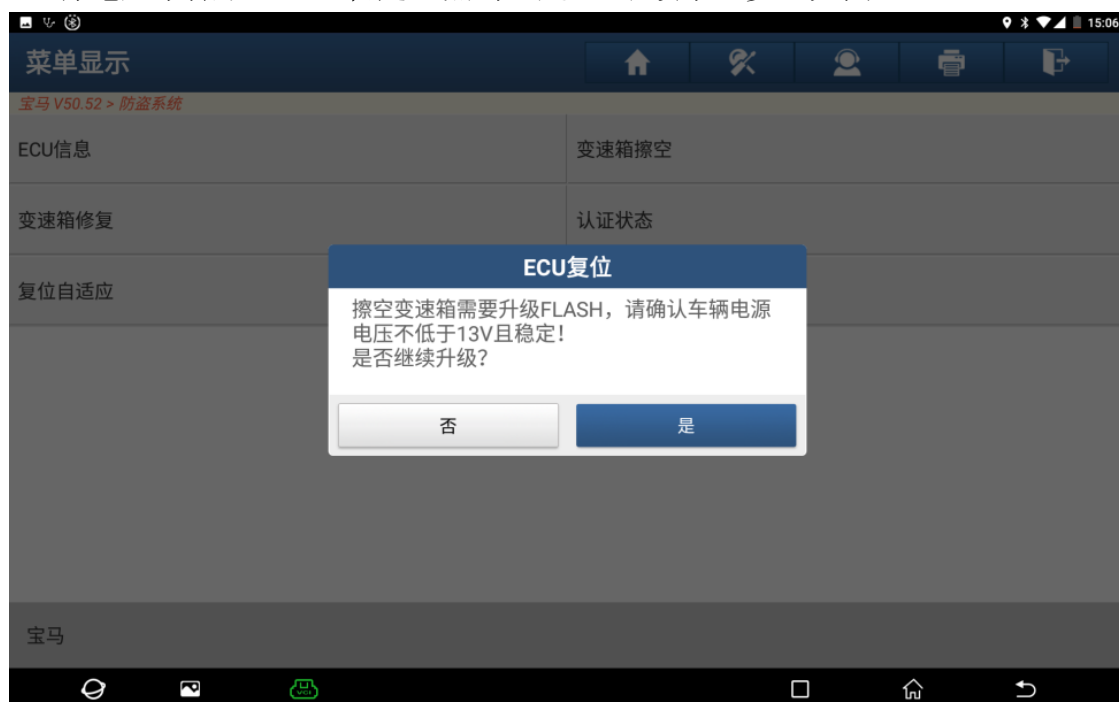 15:06
菜单显示
宝马 V50.52 > 防盗系统
ECU信息
变速箱擦空
变速箱修复
认证状态
复位自适应
ECU复位
擦空变速箱需要升级FLASH，请确认车辆电源
电压不低于13V且稳定！
是否继续升级？
否
是
宝马
VCI